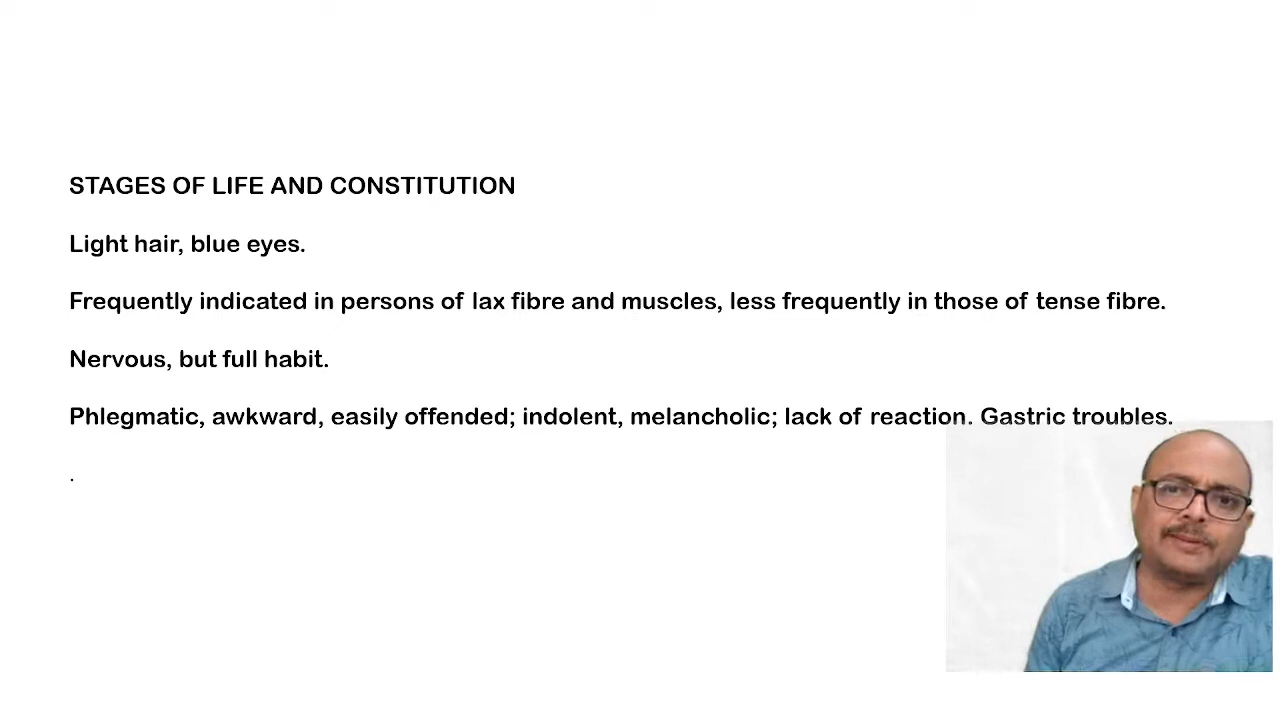 STAGES OF LIFE AND CONSTITUTION
Light hair, blue eyes.
Frequently indicated in persons of lax fibre and muscles, less frequently in those of tense fibre.
Nervous, but full habit.
Phlegmatic, awkward, easily offended; indolent, melancholic; lack of reaction. Gastric troubles.
.